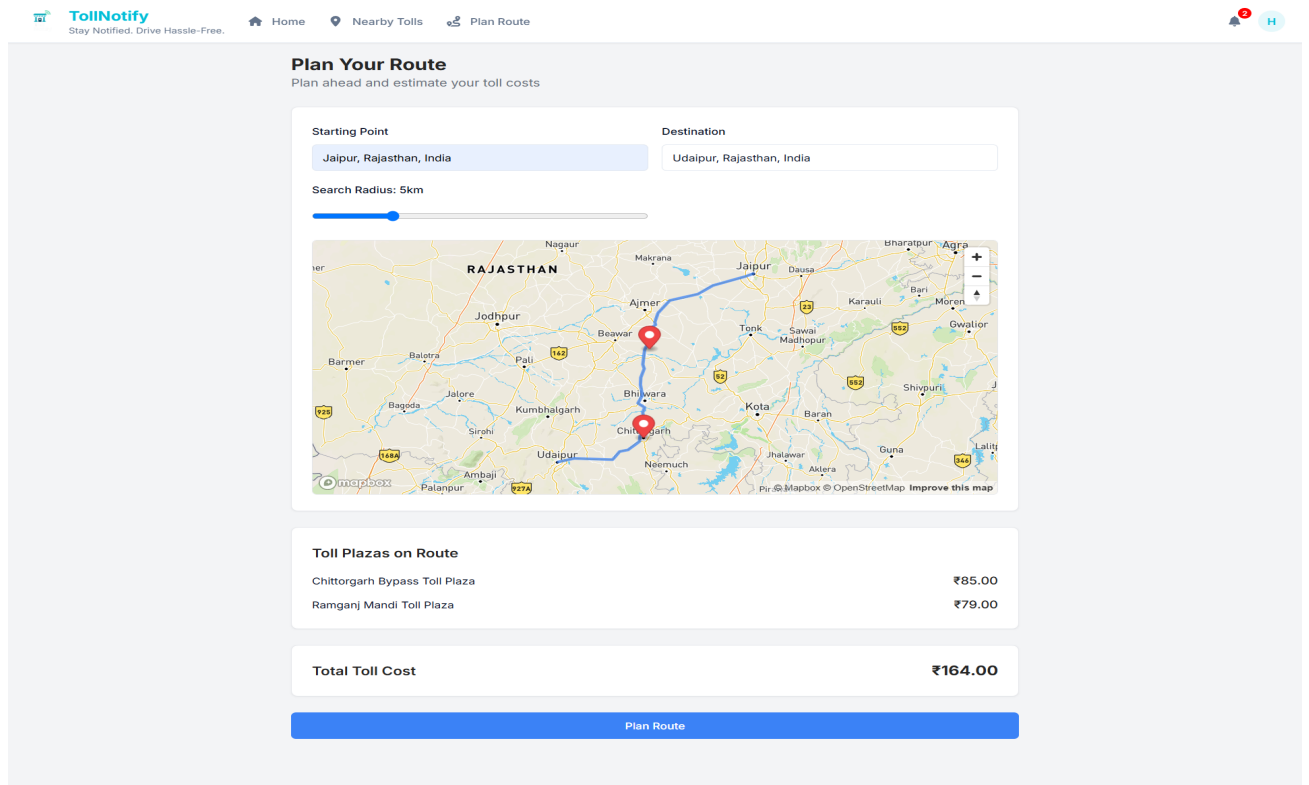 TollNotify
Stay Notified. Drive Hassle-Free.
Home
Nearby Tolls
Plan Route
2
H
Plan Your Route
Plan ahead and estimate your toll costs
Starting Point
Destination
Jaipur, Rajasthan, India
Udaipur, Rajasthan, India
Search Radius: 5km
Nagaur
Bharatpur
Agra
Makrana
RAJASTHAN
Jaipur
Dausa
Bari
Ajmer
Karauli
23
Jodhpur
Tonk
Sawai
Madhopur
552
Gwalior
Beawar
162
Barmer
Balotra
Pali
52
552
Shivpuri
Jalore
Bhilwara
Bagoda
Kumbhalgarh
Kota
Baran
925
Sirohi
Udaipur
168A
Jhalawar
Guna
346
Neemuch
Aklera
Ambaji
mapbox
Palanpur
927A
© Mapbox © OpenStreetMap Improve this map
Toll Plazas on Route
Chittorgarh Bypass Toll Plaza ₹85.00
Ramganj Mandi Toll Plaza ₹79.00
Total Toll Cost ₹164.00
Plan Route